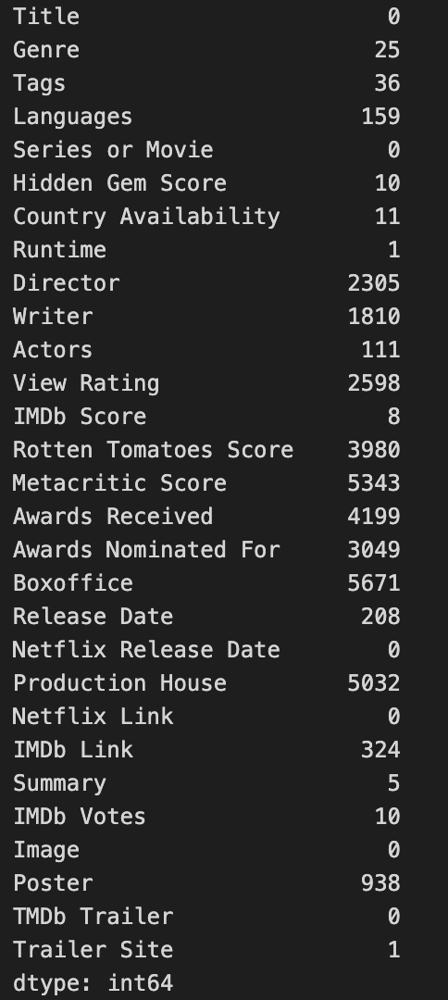 Title 0
Genre 25
Tags 36
Languages 159
Series or Movie 0
Hidden Gem Score 10
Country Availability 11
Runtime 1
Director 2305
Writer 1810
Actors 111
View Rating 2598
IMDb Score 8
Rotten Tomatoes Score 3980
Metacritic Score 5343
Awards Received 4199
Awards Nominated For 3049
Boxoffice 5671
Release Date 208
Netflix Release Date 0
Production House 5032
Netflix Link 0
IMDb Link 324
Summary 5
IMDb Votes 10
Image 0
Poster 938
TMDb Trailer 0
Trailer Site 1
dtype: int64